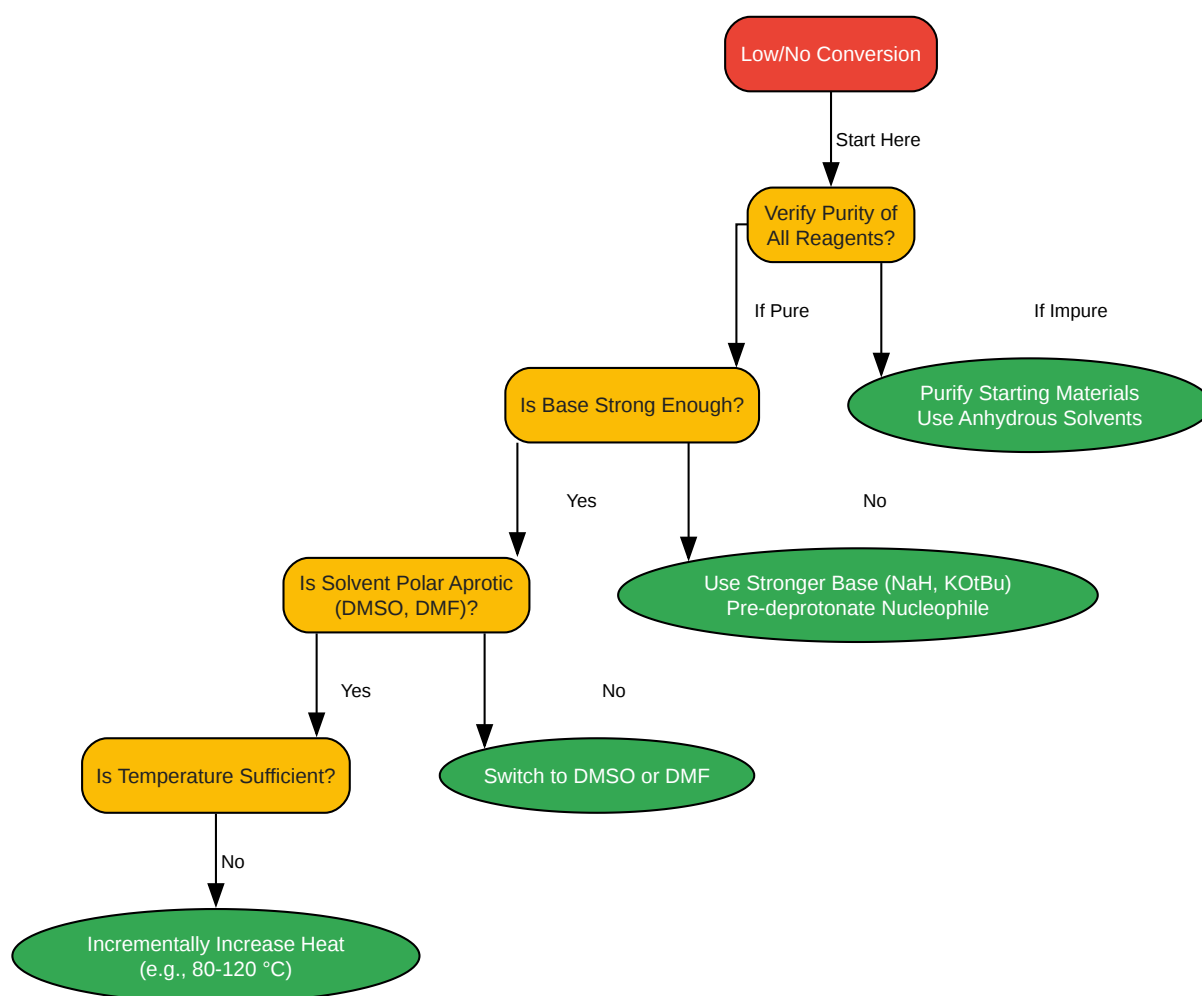 Low/No Conversion
Start Here
Verify Purity of
All Reagents?
If Pure
If Impure
Is Base Strong Enough?
Purify Starting Materials
Use Anhydrous Solvents
Yes
No
Is Solvent Polar Aprotic
(DMSO, DMF)?
Use Stronger Base (NaH, KOtBu)
Pre-deprotonate Nucleophile
Yes
No
Is Temperature Sufficient?
Switch to DMSO or DMF
No
Incrementally Increase Heat
(e.g., 80-120 °C)